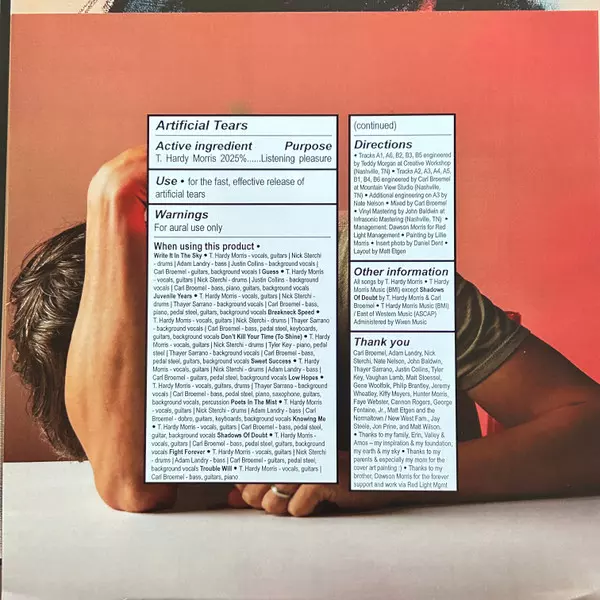 Artificial Tears
Active ingredient Purpose
T. Hardy Morris 2025%......Listening pleasure
Use • for the fast, effective release of
artificial tears
Warnings
For aural use only
When using this product •
Write It In The Sky • T. Hardy Morris - vocals, guitars | Nick Sterchi
- drums | Adam Landry - bass | Justin Collins - background vocals |
Carl Broemel - guitars, background vocals I Guess • T. Hardy Morris
- vocals, guitars | Nick Sterchi - drums | Justin Collins - background
vocals | Carl Broemel - bass, piano, guitars, background vocals
Juvenile Years • T. Hardy Morris - vocals, guitars | Nick Sterchi -
drums | Thayer Sarrano - background vocals | Carl Broemel - bass,
piano, pedal steel, guitars, background vocals Breakneck Speed •
T. Hardy Morris - vocals, guitars | Nick Sterchi - drums | Thayer Sarrano
- background vocals | Carl Broemel - bass, pedal steel, keyboards,
guitars, background vocals Don't Kill Your Time (To Shine) • T. Hardy
Morris - vocals, guitars | Nick Sterchi - drums | Tyler Key - piano, pedal
steel | Thayer Sarrano - background vocals | Carl Broemel - bass,
pedal steel, guitars, background vocals Sweet Success • T. Hardy
Morris - vocals, guitars | Nick Sterchi - drums | Adam Landry - bass |
Carl Broemel - guitars, pedal steel, background vocals Low Hopes •
T. Hardy Morris - vocals, guitars, drums | Thayer Sarrano - background
vocals | Carl Broemel - bass, pedal steel, piano, saxophone, guitars,
background vocals, percussion Poets In The Mist • T. Hardy Morris
- vocals, guitars | Nick Sterchi - drums | Adam Landry - bass | Carl
Broemel - dobro, guitars, keyboards, background vocals Knowing Me
• T. Hardy Morris - vocals, guitars | Carl Broemel - bass, pedal steel,
guitar, background vocals Shadows Of Doubt • T. Hardy Morris -
vocals, guitars | Carl Broemel - bass, pedal steel, background vocals
Fight Forever • T. Hardy Morris - vocals, guitars | Nick Sterchi
- drums | Adam Landry - bass | Carl Broemel - guitars, pedal steel,
background vocals Trouble Will • T. Hardy Morris - vocals, guitars |
Carl Broemel - bass, guitars, piano
(continued)
Directions
• Tracks A1, A6, B2, B3, B5 engineered
by Teddy Morgan at Creative Workshop
(Nashville, TN) • Tracks A2, A3, A4, A5,
B1, B4, B6 engineered by Carl Broemel
at Mountain View Studio (Nashville,
TN) • Additional engineering on A3 by
Nate Nelson • Mixed by Carl Broemel
• Vinyl Mastering by John Baldwin at
Infrasonic Mastering (Nashville, TN) •
Management: Dawson Morris for Red
Light Management • Painting by Lillie
Morris • Insert photo by Daniel Dent •
Layout by Matt Etgen
Other information
All songs by T. Hardy Morris • T Hardy
Morris Music (BMI) except Shadows
Of Doubt by T. Hardy Morris & Carl
Broemel • T Hardy Morris Music (BMI)
/ East of Western Music (ASCAP)
Administered by Wixen Music
Thank you
Carl Broemel, Adam Landry, Nick
Sterchi, Nate Nelson, John Baldwin,
Thayer Sarrano, Justin Collins, Tyler
Key, Vaughan Lamb, Matt Stoessel,
Gene Woolfolk, Philip Brantley, Jeremy
Wheatley, Kiffy Meyers, Hunter Morris,
Faye Webster, Cannon Rogers, George
Fontaine, Jr., Matt Etgen and the
Normaltown / New West Fam., Jay
Steele, Jon Prine, and Matt Wilson.
• Thanks to my family, Erin, Valley &
Amos – my inspiration & my foundation,
my earth & my sky • Thanks to my
parents & especially my mom for the
cover art painting :) • Thanks to my
brother, Dawson Morris for the forever
support and work via Red Light Mgmt